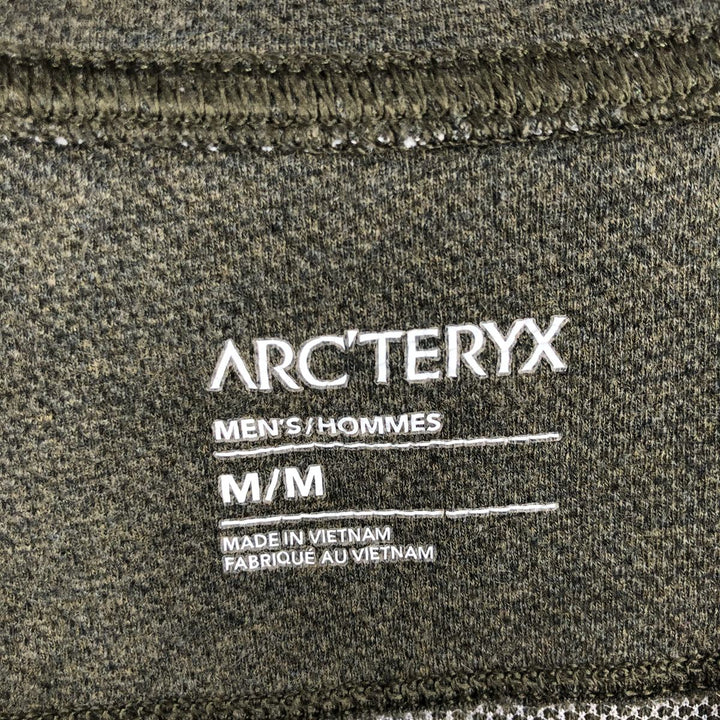 ARC'TERYX
MEN'S/HOMMES
M/M
MADE IN VIETNAM
FABRIQUÉ AU VIETNAM